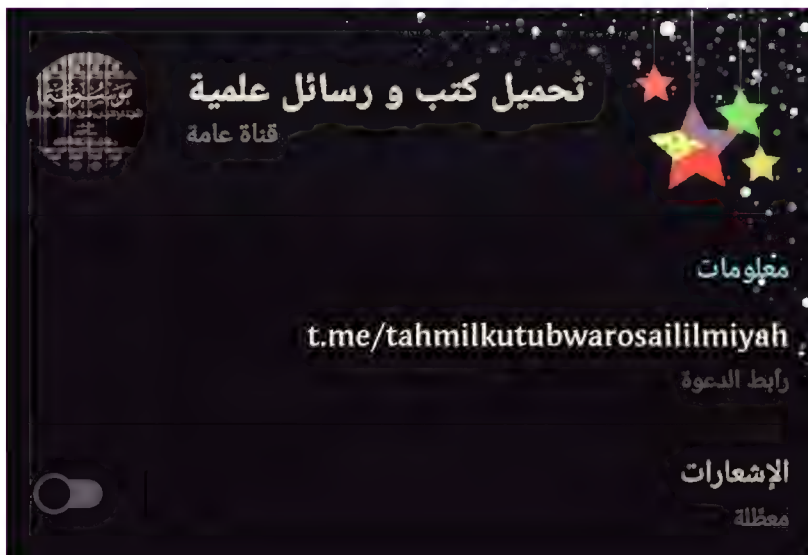 تحميل كتب و رسائل علمية
قناة عامة
معلومات
t.me/tahmilkutubwarosaililmiyah
رابط الدعوة
الإشعارات
معطلة